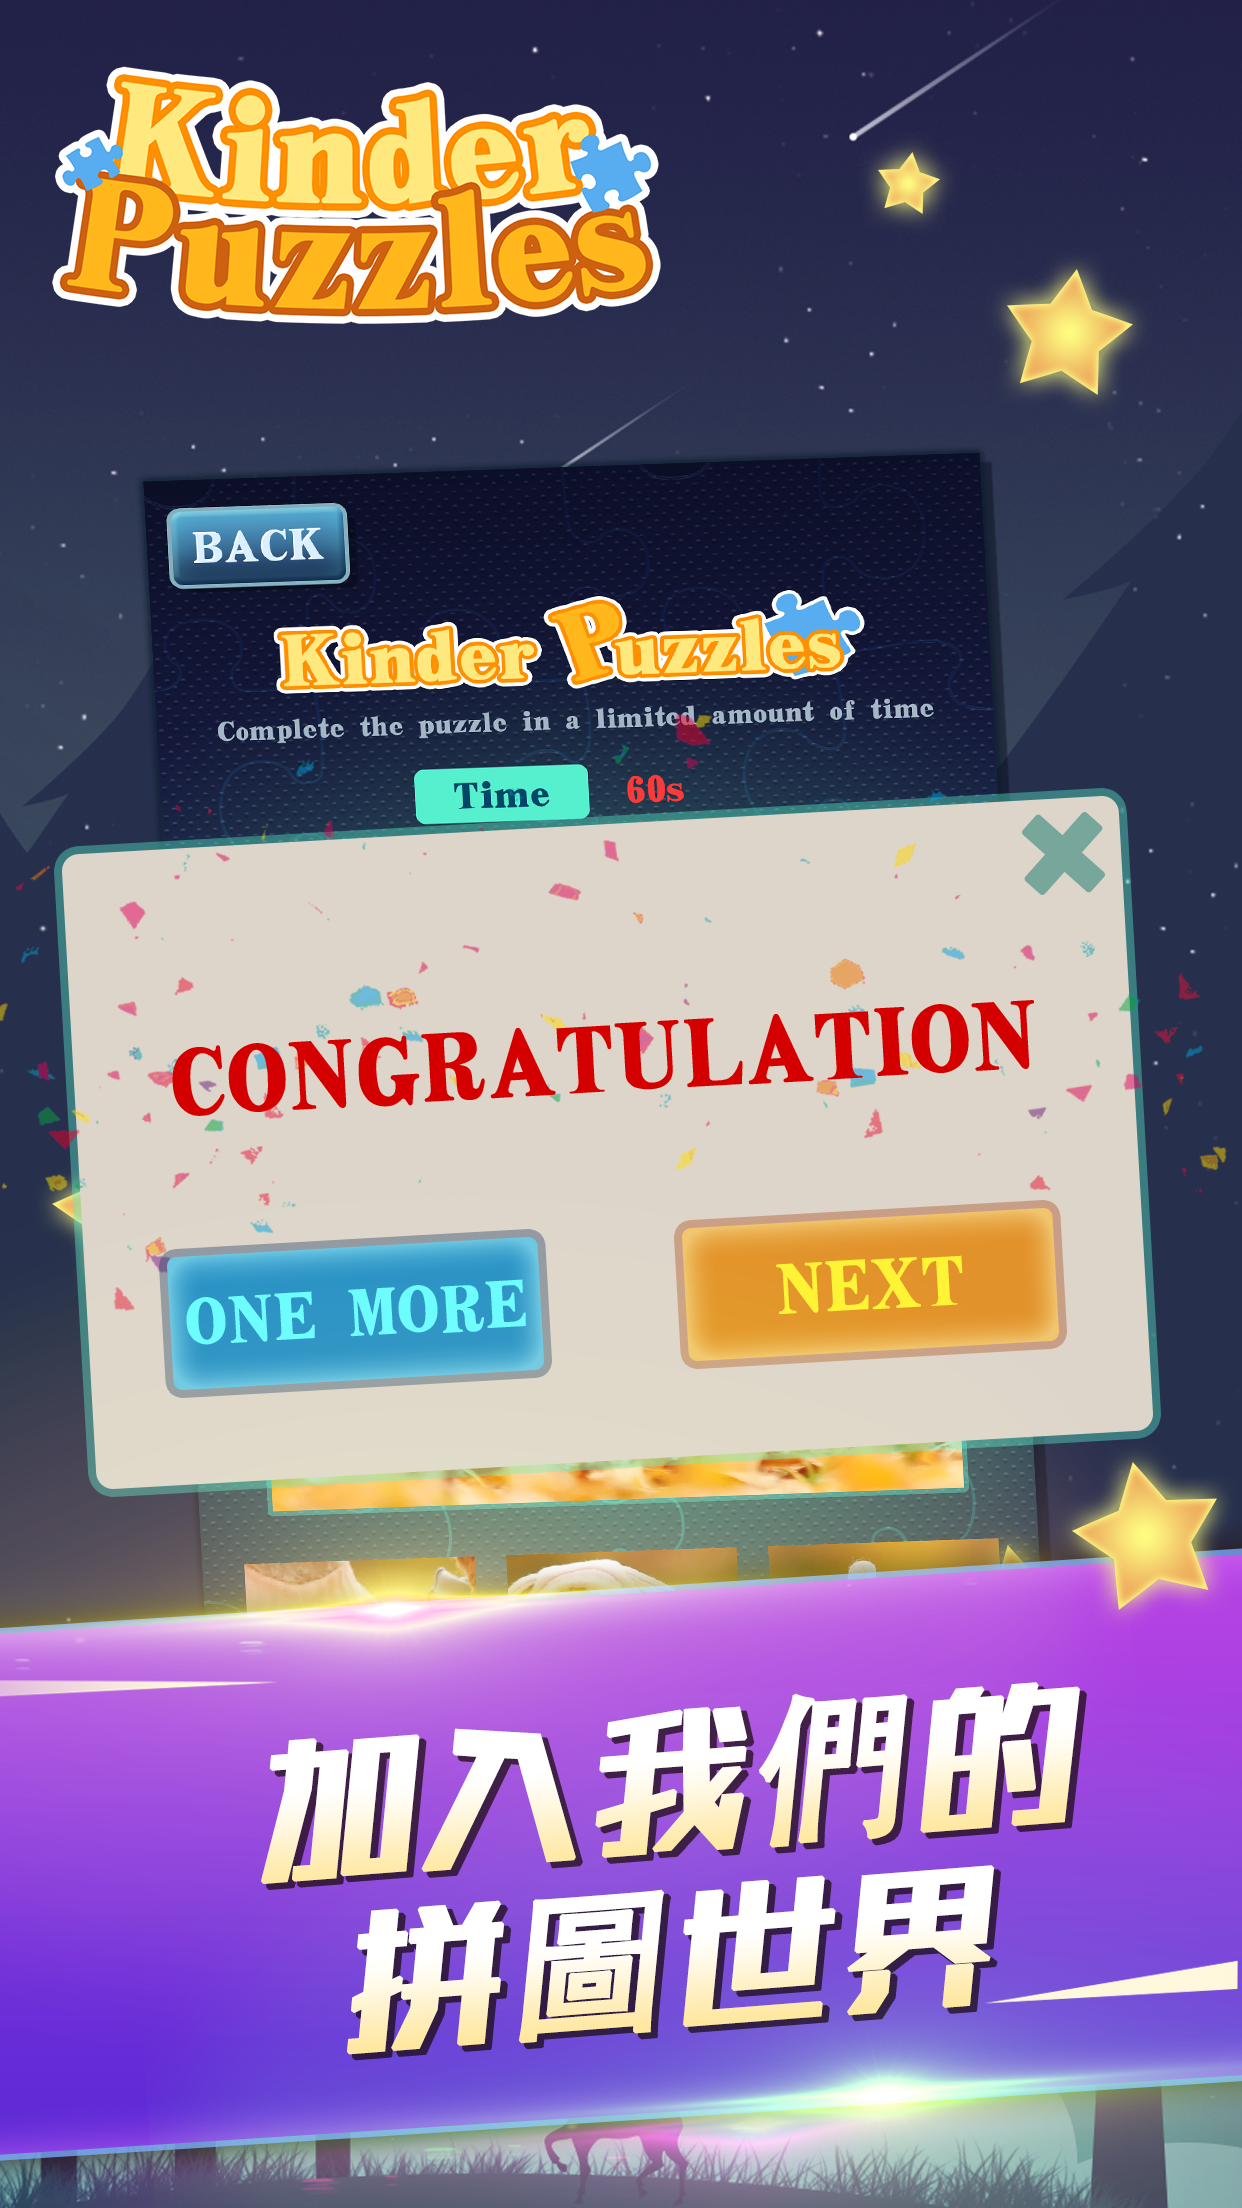 Kinder
Puzzles
BACK
Kinder Puzzles
Complete the puzzle in a limited amount of time
Time 60s
CONGRATULATION
ONE MORE NEXT
加入我們的
拼圖世界